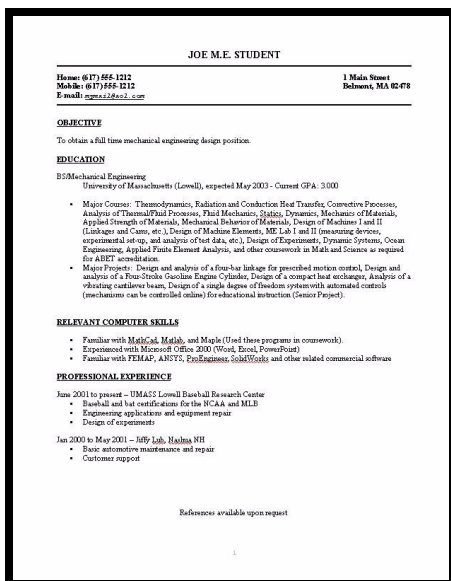 JOE M.E. STUDENT
Home: (617) 555-1212 1 Main Street
Mobile: (617) 555-1212 Belmont, MA 02478
E-mail: mgmail@aol.com
OBJECTIVE
To obtain a full time mechanical engineering design position.
EDUCATION
BS/Mechanical Engineering
University of Massachusetts (Lowell), expected May 2003 - Current GPA: 3.000
• Major Courses: Thermodynamics, Radiation and Conduction Heat Transfer, Convective Processes,
Analysis of Thermal/Fluid Processes, Fluid Mechanics, Statics, Dynamics, Mechanics of Materials,
Applied Strength of Materials, Mechanical Behavior of Materials, Design of Machines I and II
(Linkages and Cams, etc.), Design of Machine Elements, ME Lab I and II (measuring devices,
experimental set-up, and analysis of test data, etc.), Design of Experiments, Dynamic Systems, Ocean
Engineering, Applied Finite Element Analysis, and other coursework in Math and Science as required
for ABET accreditation.
• Major Projects: Design and analysis of a four-bar linkage for prescribed motion control, Design and
analysis of a Four-Stroke Gasoline Engine Cylinder, Design of a compact heat exchanger, Analysis of a
vibrating cantilever beam, Design of a single degree of freedom system with automated controls
(mechanisms can be controlled online) for educational instruction (Senior Project).
RELEVANT COMPUTER SKILLS
• Familiar with MathCad, Matlab, and Maple (Used these programs in coursework).
• Experienced with Microsoft Office 2000 (Word, Excel, PowerPoint)
• Familiar with FEMAP, ANSYS, ProEngineer, SolidWorks and other related commercial software
PROFESSIONAL EXPERIENCE
June 2001 to present – UMASS Lowell Baseball Research Center
• Baseball and bat certifications for the NCAA and MLB
• Engineering applications and equipment repair
• Design of experiments
Jan 2000 to May 2001 – Jiffy Lub, Nashua NH
• Basic automotive maintenance and repair
• Customer support
References available upon request
1